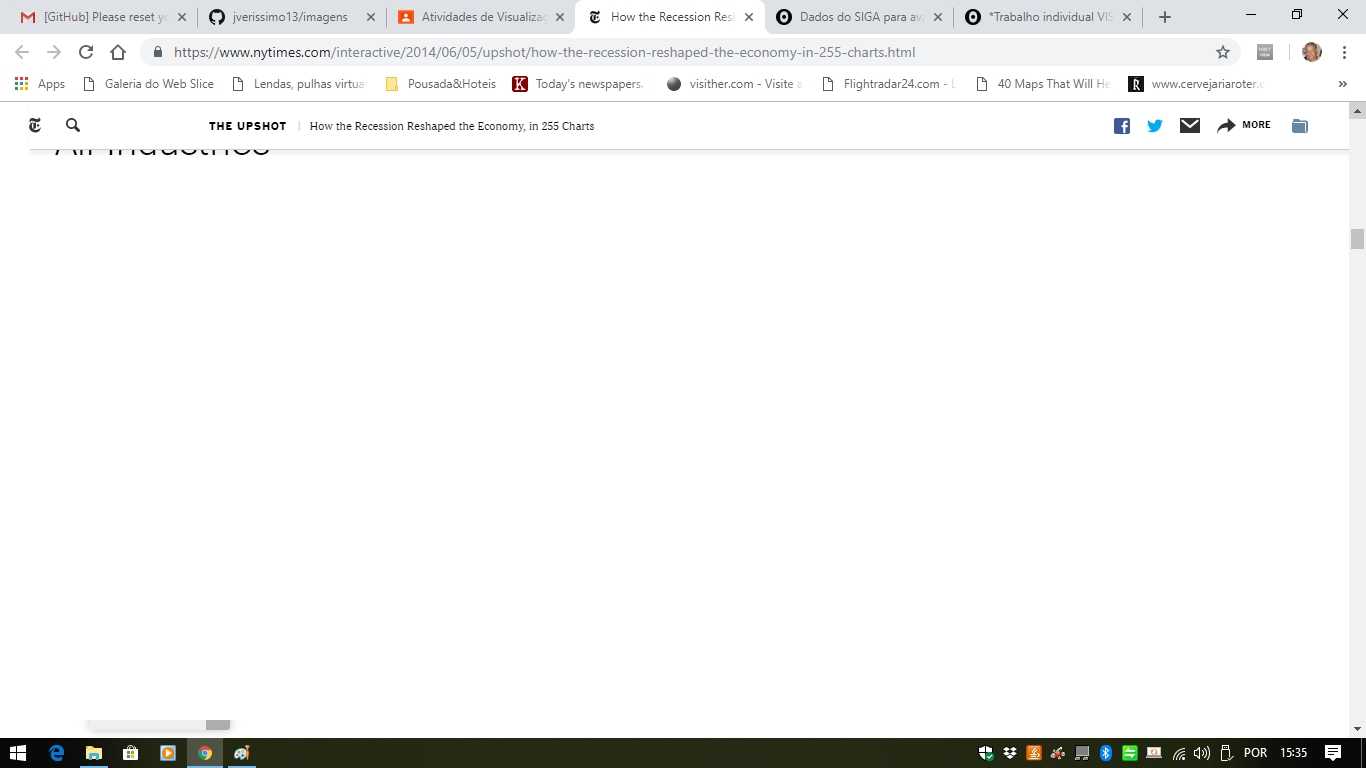 [GitHub] Please reset yo
jverissimo13/imagens
Atividades de Visualizaç
How the Recession Res
Dados do SIGA para av
*Trabalho individual VIS
https://www.nytimes.com/interactive/2014/06/05/upshot/how-the-recession-reshaped-the-economy-in-255-charts.html
Apps
Galeria do Web Slice
Lendas, pulhas virtua
Pousada&Hoteis
Today's newspapers.
visither.com - Visite a
Flightradar24.com - L
40 Maps That Will He
www.cervejariaroter.c
THE UPSHOT
How the Recession Reshaped the Economy, in 255 Charts
MORE
All Industries
POR
15:35